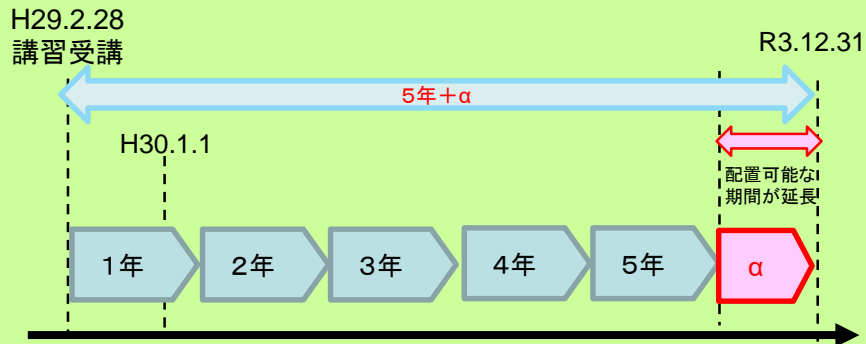 H29.2.28
講習受講
R3.12.31
5年+α
H30.1.1
配置可能な
期間が延長
1年
2年
3年
4年
5年
α